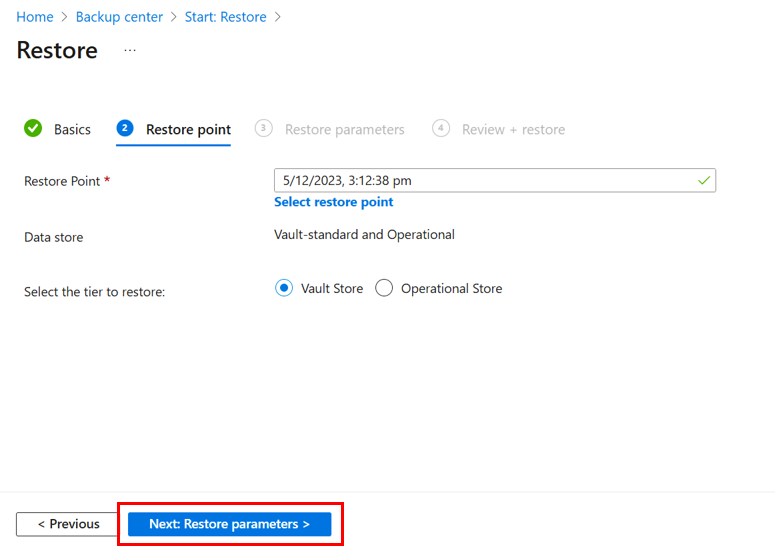 Home > Backup center > Start: Restore >
Restore ...
Basics 2 Restore point 3 Restore parameters 4 Review + restore
Restore Point * 5/12/2023, 3:12:38 pm
Select restore point
Data store Vault-standard and Operational
Select the tier to restore: Vault Store Operational Store
< Previous Next: Restore parameters >